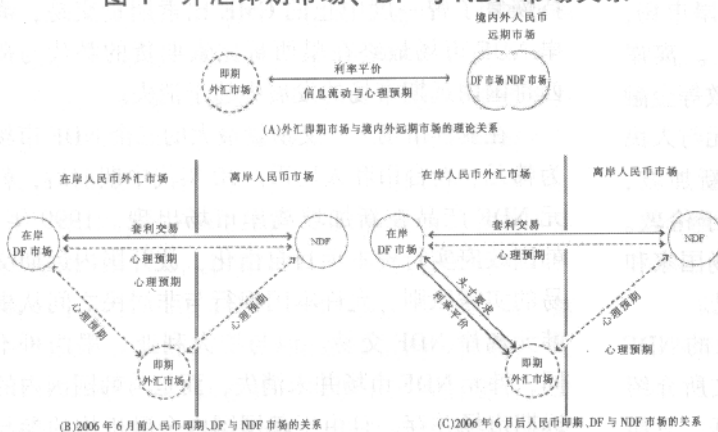 境内外人民币
远期市场
即期
外汇市场
利率平价
信息流动与心理预期
DF市场 NDF市场
(A)外汇即期市场与境内外远期市场的理论关系
在岸人民币外汇市场
离岸人民币市场
在岸人民币外汇市场
离岸人民币市场
在岸
DF市场
套利交易
心理预期
心理预期
NDF
心理预期
心理预期
即期
外汇市场
在岸
DF市场
套利交易
心理预期
NDF
头寸要求
利率平价
心理预期
心理预期
即期
外汇市场
(B)2006年6月前人民币即期、DF与NDF市场的关系
(C)2006年6月后人民币即期、DF与NDF市场的关系